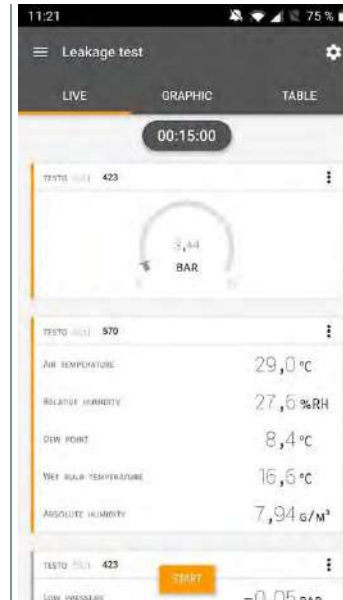 11:21 75 %
Leakage test
LIVE GRAPHIC TABLE
00:15:00
TESTO 423
BAR
TESTO 570
AIR TEMPERATURE 29,0 °C
RELATIVE HUMIDITY 27,6 %RH
DEW POINT 8,4 °C
WET BULB TEMPERATURE 16,6 °C
ABSOLUTE HUMIDITY 7,94 G/M³
TESTO 423
START
LOW PRESSURE -0,05 BAR